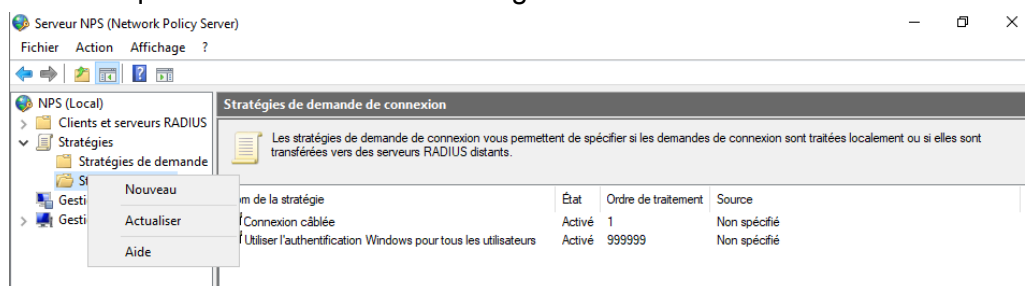 Serveur NPS (Network Policy Server)
Fichier Action Affichage ?
NPS (Local)
Clients et serveurs RADIUS
Stratégies
Stratégies de demande
St
Gesti
Gesti
Nouveau
Actualiser
Aide
Stratégies de demande de connexion
Les stratégies de demande de connexion vous permettent de spécifier si les demandes de connexion sont traitées localement ou si elles sont
transférées vers des serveurs RADIUS distants.
om de la stratégie État Ordre de traitement Source
Connexion câblée Activé 1 Non spécifié
Utiliser l'authentification Windows pour tous les utilisateurs Activé 999999 Non spécifié